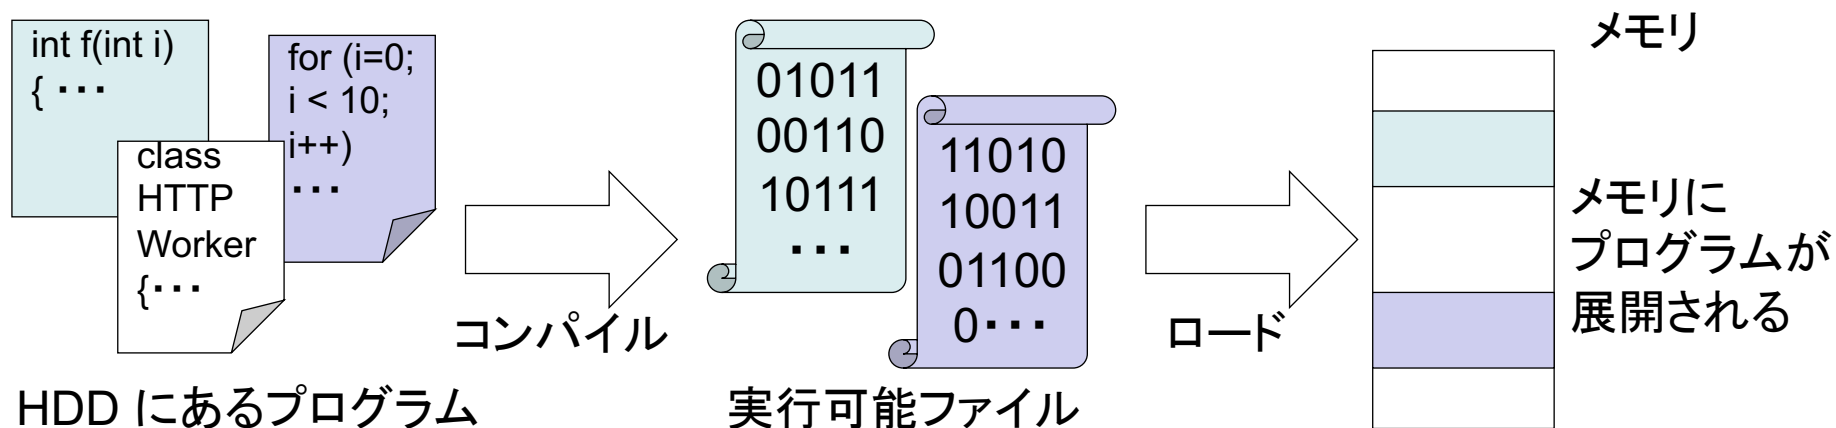 int f(int i)
{ ・・・
for (i=0;
i < 10;
i++)
・・・
class
HTTP
Worker
{・・・
HDD にあるプログラム
コンパイル
01011
00110
10111
・・・
11010
10011
01100
0・・・
実行可能ファイル
ロード
メモリ
メモリに
プログラムが
展開される